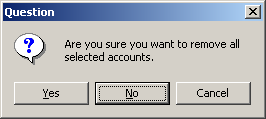 Question
Are you sure you want to remove all
selected accounts.
Yes No Cancel